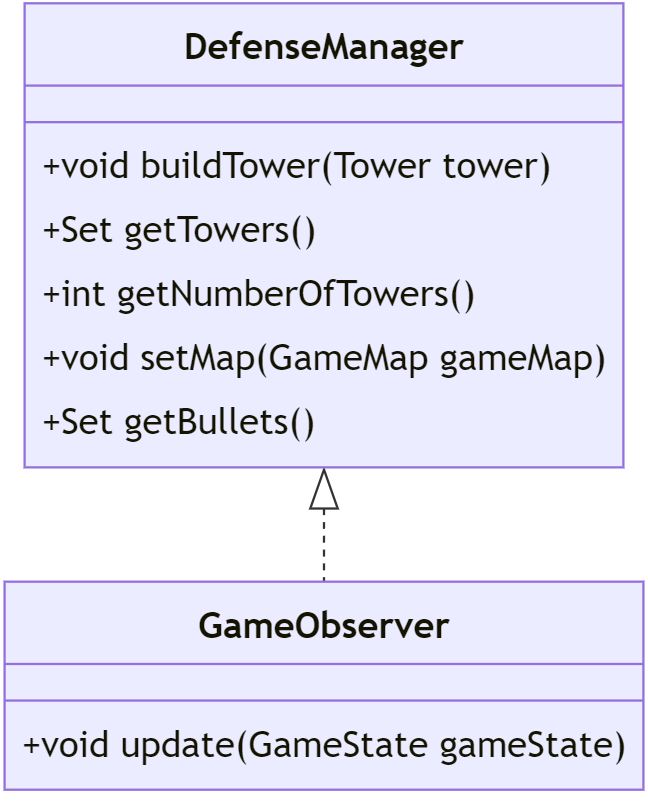 DefenseManager
+void buildTower(Tower tower)
+Set getTowers()
+int getNumberOfTowers()
+void setMap(GameMap gameMap)
+Set getBullets()
GameObserver
+void update(GameState gameState)